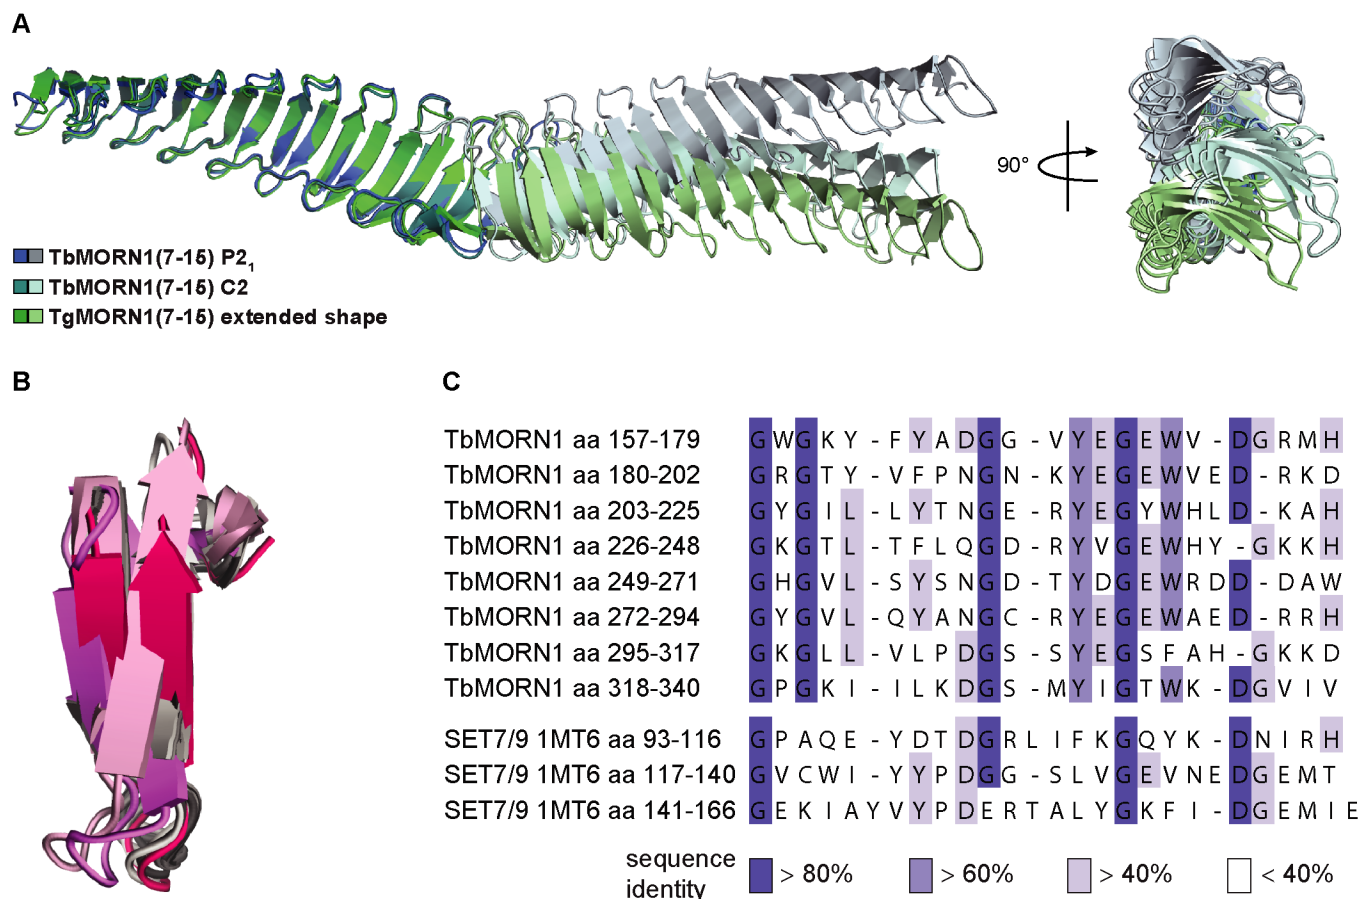 A
90°
TbMORN1(7-15) P2₁
TbMORN1(7-15) C2
TgMORN1(7-15) extended shape
B
C
TbMORN1 aa 157-179 G W G K Y - F Y A D G G - V Y E G E W V - D G R M H
TbMORN1 aa 180-202 G R G T Y - V F P N G N - K Y E G E W V E D - R K D
TbMORN1 aa 203-225 G Y G I L - L Y T N G E - R Y E G Y W H L D - K A H
TbMORN1 aa 226-248 G K G T L - T F L Q G D - R Y V G E W H Y - G K K H
TbMORN1 aa 249-271 G H G V L - S Y S N G D - T Y D G E W R D D - D A W
TbMORN1 aa 272-294 G Y G V L - Q Y A N G C - R Y E G E W A E D - R R H
TbMORN1 aa 295-317 G K G L L - V L P D G S - S Y E G S F A H - G K K D
TbMORN1 aa 318-340 G P G K I - I L K D G S - M Y I G T W K - D G V I V
SET7/9 1MT6 aa 93-116 G P A Q E - Y D T D G R L I F K G Q Y K - D N I R H
SET7/9 1MT6 aa 117-140 G V C W I - Y Y P D G G - S L V G E V N E D G E M T
SET7/9 1MT6 aa 141-166 G E K I A Y V Y P D E R T A L Y G K F I - D G E M I E
sequence
identity
> 80% > 60% > 40% < 40%